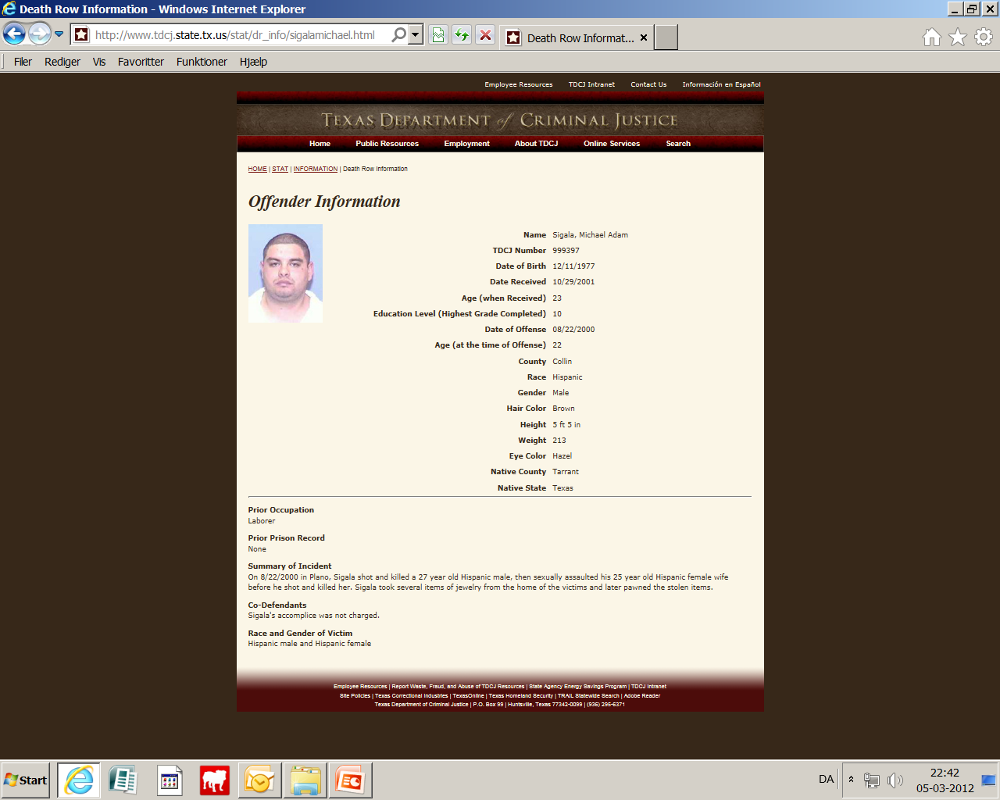 Death Row Information - Windows Internet Explorer
http://www.tdcj.state.tx.us/stat/dr_info/sigalamichael.html
Death Row Informat...
Filer Rediger Vis Favoritter Funktioner Hjælp
Employee Resources TDCJ Intranet Contact Us Información en Español
TEXAS DEPARTMENT of CRIMINAL JUSTICE
Home Public Resources Employment About TDCJ Online Services Search
HOME | STAT | INFORMATION | Death Row Information
Offender Information
Name Sigala, Michael Adam
TDCJ Number 999397
Date of Birth 12/11/1977
Date Received 10/29/2001
Age (when Received) 23
Education Level (Highest Grade Completed) 10
Date of Offense 08/22/2000
Age (at the time of Offense) 22
County Collin
Race Hispanic
Gender Male
Hair Color Brown
Height 5 ft 5 in
Weight 213
Eye Color Hazel
Native County Tarrant
Native State Texas
Prior Occupation
Laborer
Prior Prison Record
None
Summary of Incident
On 8/22/2000 in Plano, Sigala shot and killed a 27 year old Hispanic male, then sexually assaulted his 25 year old Hispanic female wife
before he shot and killed her. Sigala took several items of jewelry from the home of the victims and later pawned the stolen items.
Co-Defendants
Sigala's accomplice was not charged.
Race and Gender of Victim
Hispanic male and Hispanic female
Employee Resources | Report Waste, Fraud, and Abuse of TDCJ Resources | State Agency Energy Savings Program | TDCJ Intranet
Site Policies | Texas Correctional Industries | TexasOnline | Texas Homeland Security | TRAIL Statewide Search | Adobe Reader
Texas Department of Criminal Justice | P.O. Box 99 | Huntsville, Texas 77342-0099 | (936) 295-6371
Start
DA
22:42
05-03-2012